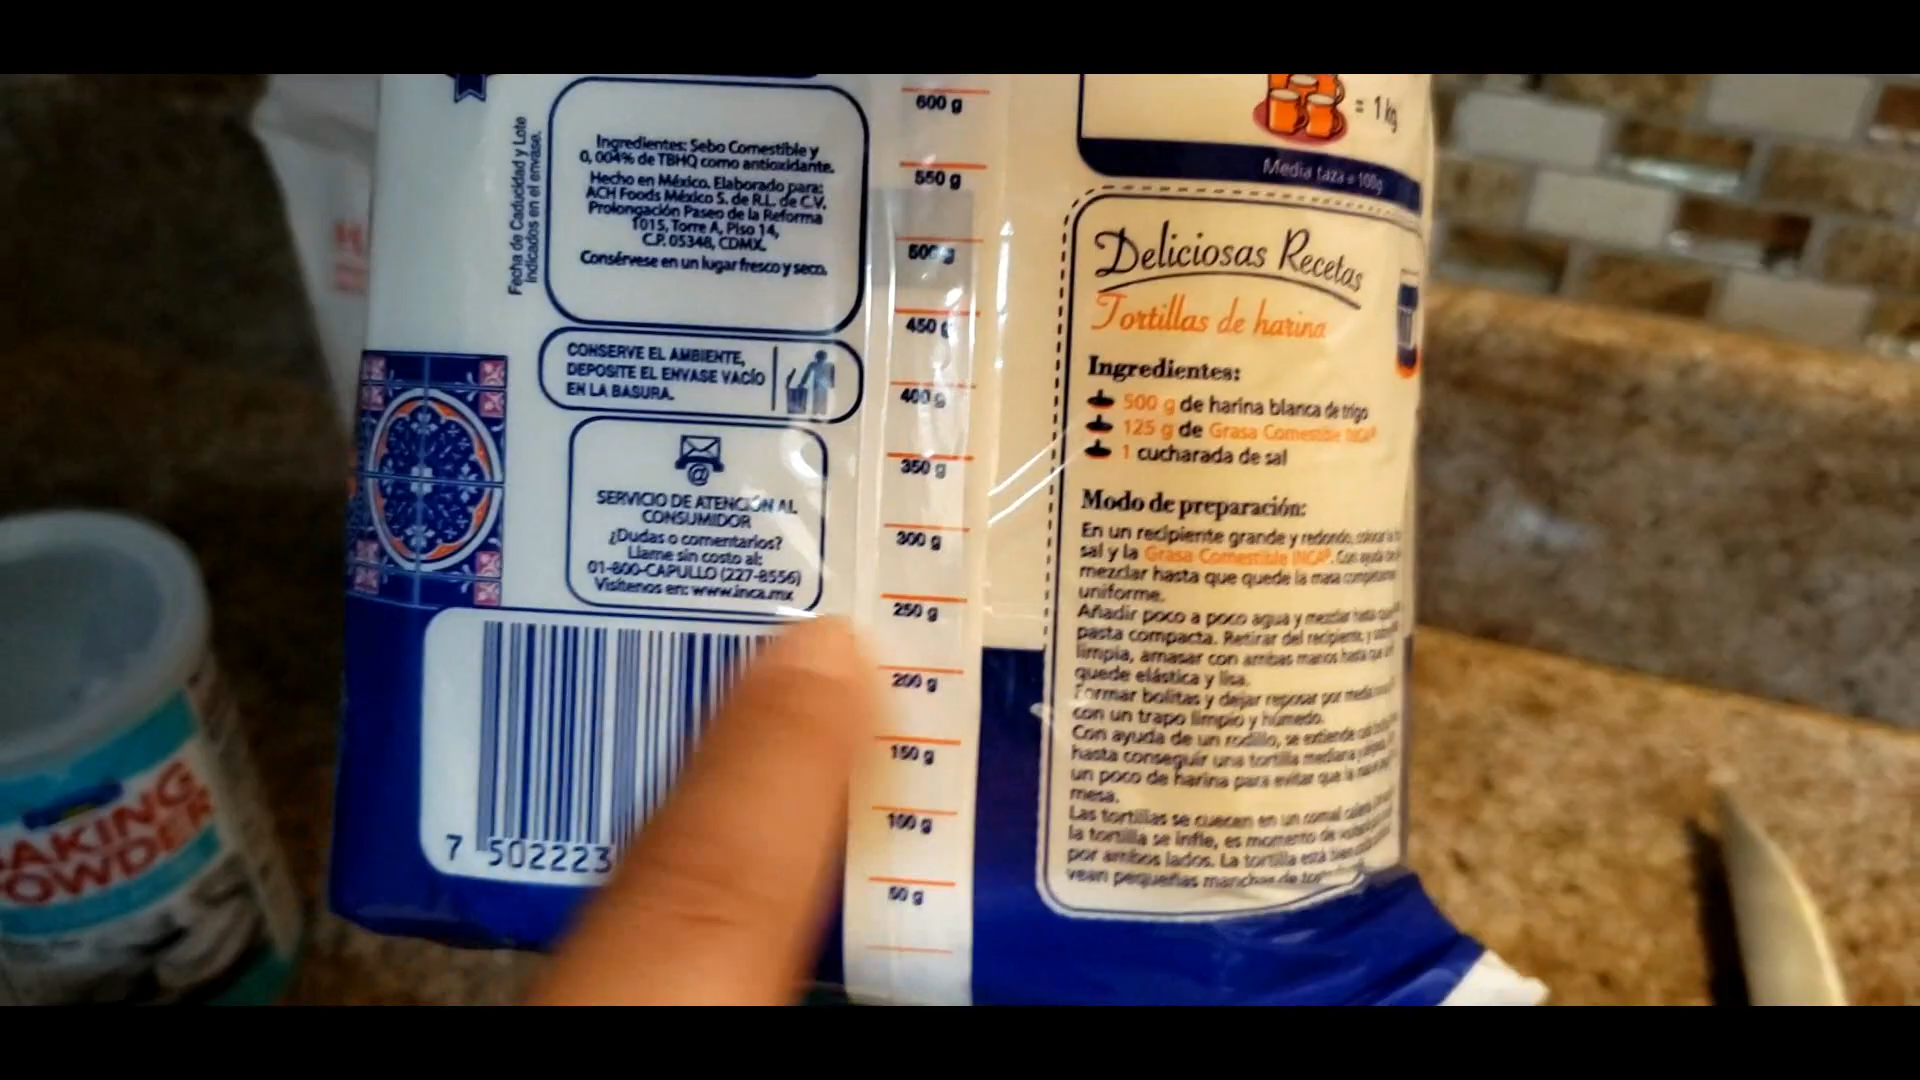 Fecha de Caducidad y Lote
indicados en el envase.
Ingredientes: Sebo Comestible y
0, 004% de TBHQ como antioxidante.
Hecho en México. Elaborado para:
ACH Foods México S. de R.L. de C.V.
Prolongación Paseo de la Reforma
1015, Torre A, Piso 14,
C.P. 05348, CDMX.
Consérvese en un lugar fresco y seco.
CONSERVE EL AMBIENTE,
DEPOSITE EL ENVASE VACÍO
EN LA BASURA.
SERVICIO DE ATENCIÓN AL
CONSUMIDOR
¿Dudas o comentarios?
Llame sin costo al:
01-800-CAPULLO (227-8556)
Visítenos en: www.inca.mx
7 502223
600 g
550 g
500 g
450 g
400 g
350 g
300 g
250 g
200 g
150 g
100 g
50 g
= 1 kg
Media taza = 100g
Deliciosas Recetas
Tortillas de harina
Ingredientes:
500 g de harina blanca de trigo
125 g de Grasa Comestible INCA®
1 cucharada de sal
Modo de preparación:
En un recipiente grande y redondo,
sal y la Grasa Comestible INCA®. Con
mezclar hasta que quede la masa
uniforme.
Añadir poco a poco agua y mezclar hasta
pasta compacta. Retirar del recipiente, y
limpia, amasar con ambas manos hasta que
quede elástica y lisa.
Formar bolitas y dejar reposar por media
con un trapo limpio y húmedo.
Con ayuda de un rodillo, se extiende
hasta conseguir una tortilla mediana
un poco de harina para evitar que la
mesa.
Las tortillas se cuecen en un comal
la tortilla se infle, es momento de
por ambos lados. La tortilla está
vean pequeñas manchas de
BAKING
POWDER